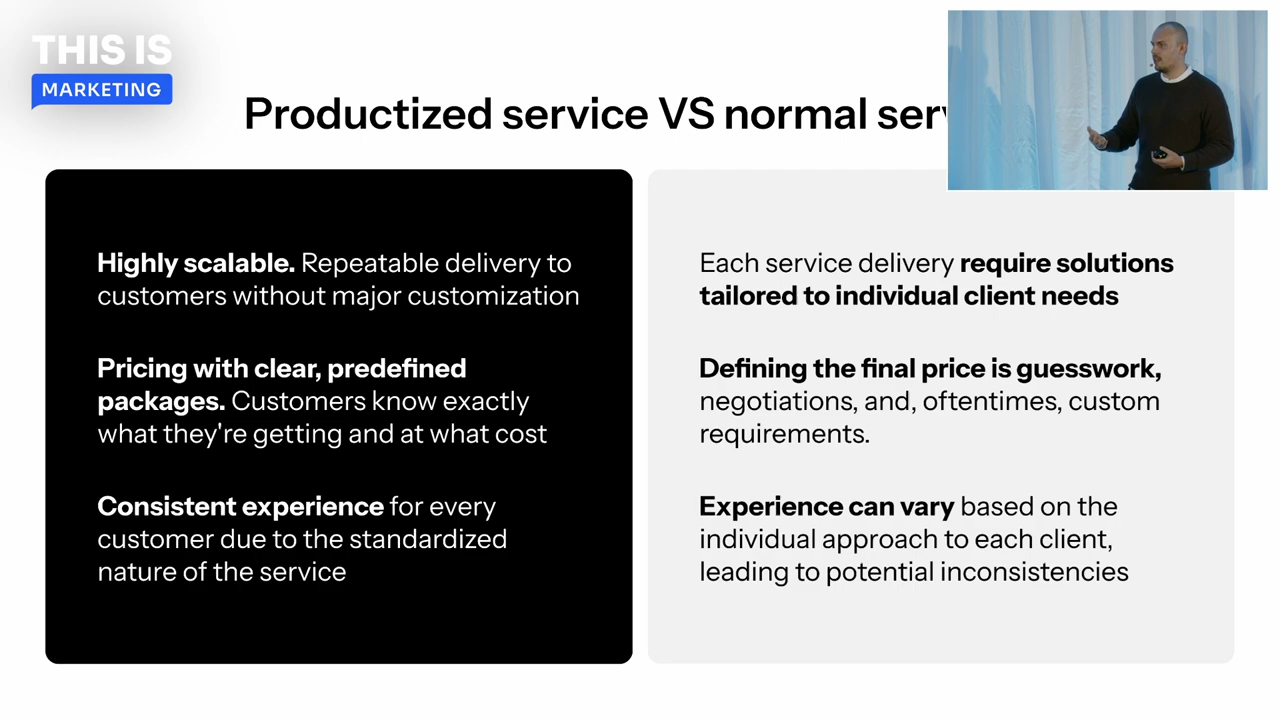 THIS IS
MARKETING
Productized service VS normal
Highly scalable. Repeatable delivery to
customers without major customization
Pricing with clear, predefined
packages. Customers know exactly
what they're getting and at what cost
Consistent experience for every
customer due to the standardized
nature of the service
Each service delivery require solutions
tailored to individual client needs
Defining the final price is guesswork,
negotiations, and, oftentimes, custom
requirements.
Experience can vary based on the
individual approach to each client,
leading to potential inconsistencies